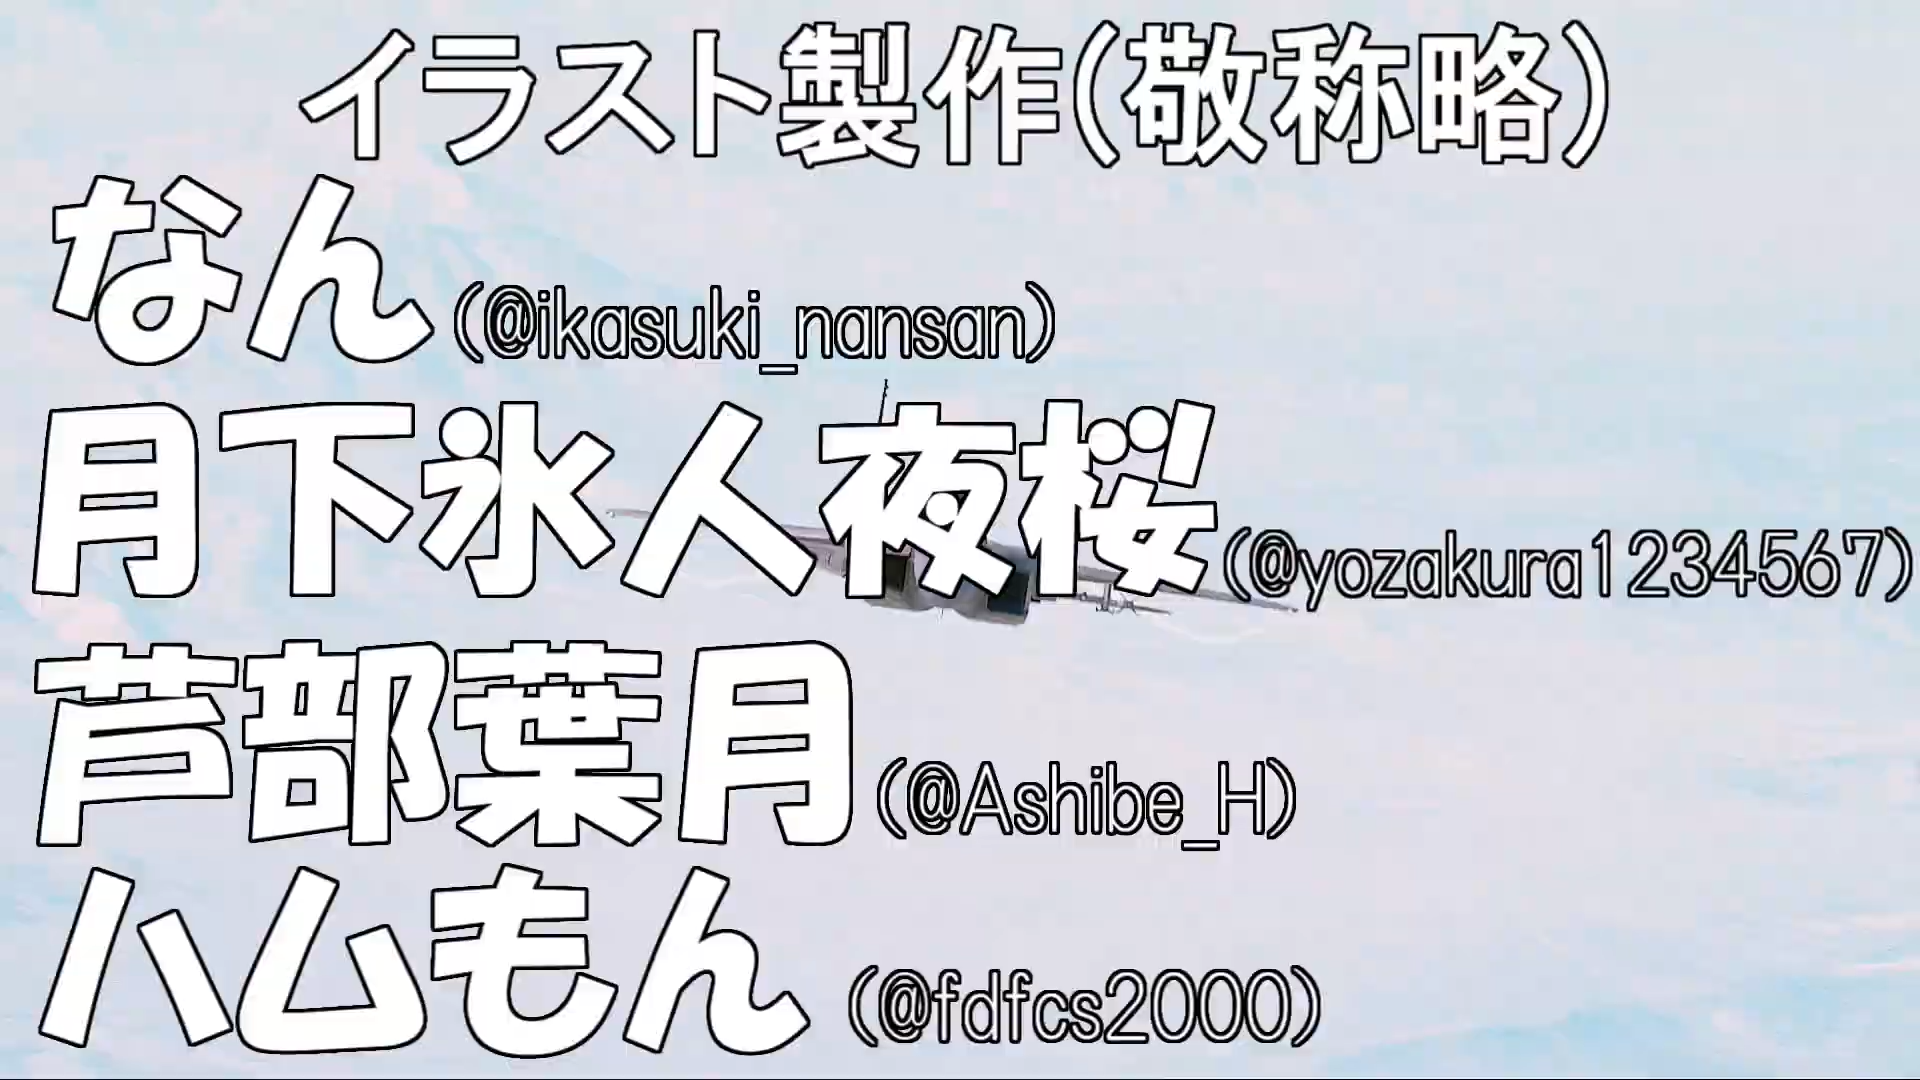 イラスト製作(敬称略)
なん(@ikasuki_nansan)
月下氷人夜桜(@yozakura1234567)
芦部葉月(@Ashibe_H)
ハムもん(@fdfcs2000)